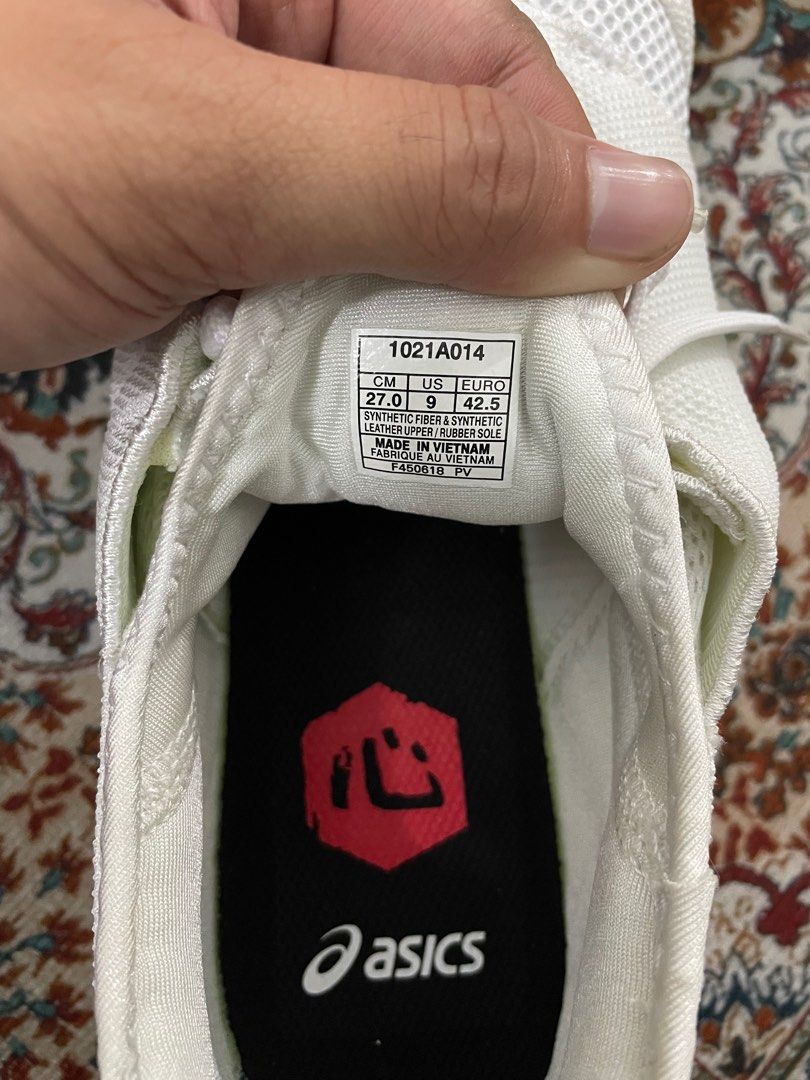 1021A014
CM US EURO
27.0 9 42.5
SYNTHETIC FIBER & SYNTHETIC
LEATHER UPPER / RUBBER SOLE
MADE IN VIETNAM
FABRIQUE AU VIETNAM
F450618 PV
心
asics